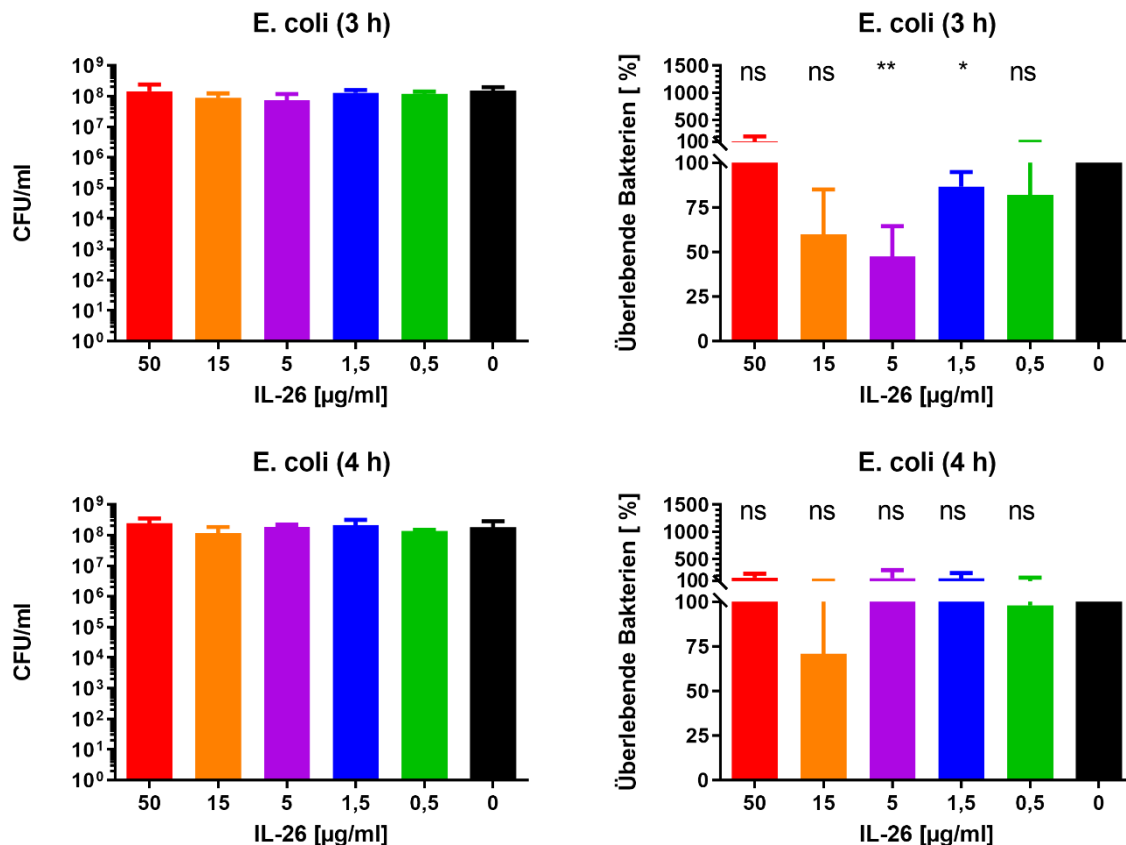 E. coli (3 h)
CFU/ml
10⁹
10⁸
10⁷
10⁶
10⁵
10⁴
10³
10²
10¹
10⁰
50 15 5 1,5 0,5 0
IL-26 [µg/ml]
E. coli (3 h)
Überlebende Bakterien [ %]
1500
1000
500
100
100
75
50
25
0
ns ns ** * ns
50 15 5 1,5 0,5 0
IL-26 [µg/ml]
E. coli (4 h)
CFU/ml
10⁹
10⁸
10⁷
10⁶
10⁵
10⁴
10³
10²
10¹
10⁰
50 15 5 1,5 0,5 0
IL-26 [µg/ml]
E. coli (4 h)
Überlebende Bakterien [ %]
1500
1000
500
100
100
75
50
25
0
ns ns ns ns ns
50 15 5 1,5 0,5 0
IL-26 [µg/ml]